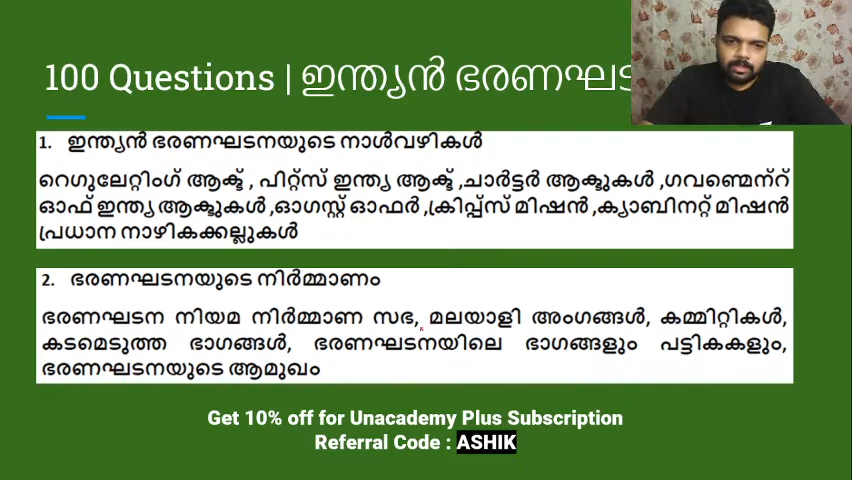 100 Questions | ഇന്ത്യൻ
1. ഇന്ത്യൻ ഭരണഘടനയുടെ നാൾവഴികൾ
റെഗുലേറ്റിംഗ് ആക്ട് , പിറ്റ്സ് ഇന്ത്യ ആക്ട് ,ചാർട്ടർ ആക്ടുകൾ ,ഗവണ്മെന്റ്
ഓഫ് ഇന്ത്യ ആക്ടുകൾ ,ഓഗസ്റ്റ് ഓഫർ ,ക്രിപ്പ്സ് മിഷൻ ,ക്യാബിനറ്റ് മിഷൻ
പ്രധാന നാഴികക്കല്ലുകൾ
2. ഭരണഘടനയുടെ നിർമ്മാണം
ഭരണഘടന നിയമ നിർമ്മാണ സഭ, മലയാളി അംഗങ്ങൾ, കമ്മിറ്റികൾ,
കടമെടുത്ത ഭാഗങ്ങൾ, ഭരണഘടനയിലെ ഭാഗങ്ങളും പട്ടികകളും,
ഭരണഘടനയുടെ ആമുഖം
Get 10% off for Unacademy Plus Subscription
Referral Code : ASHIK